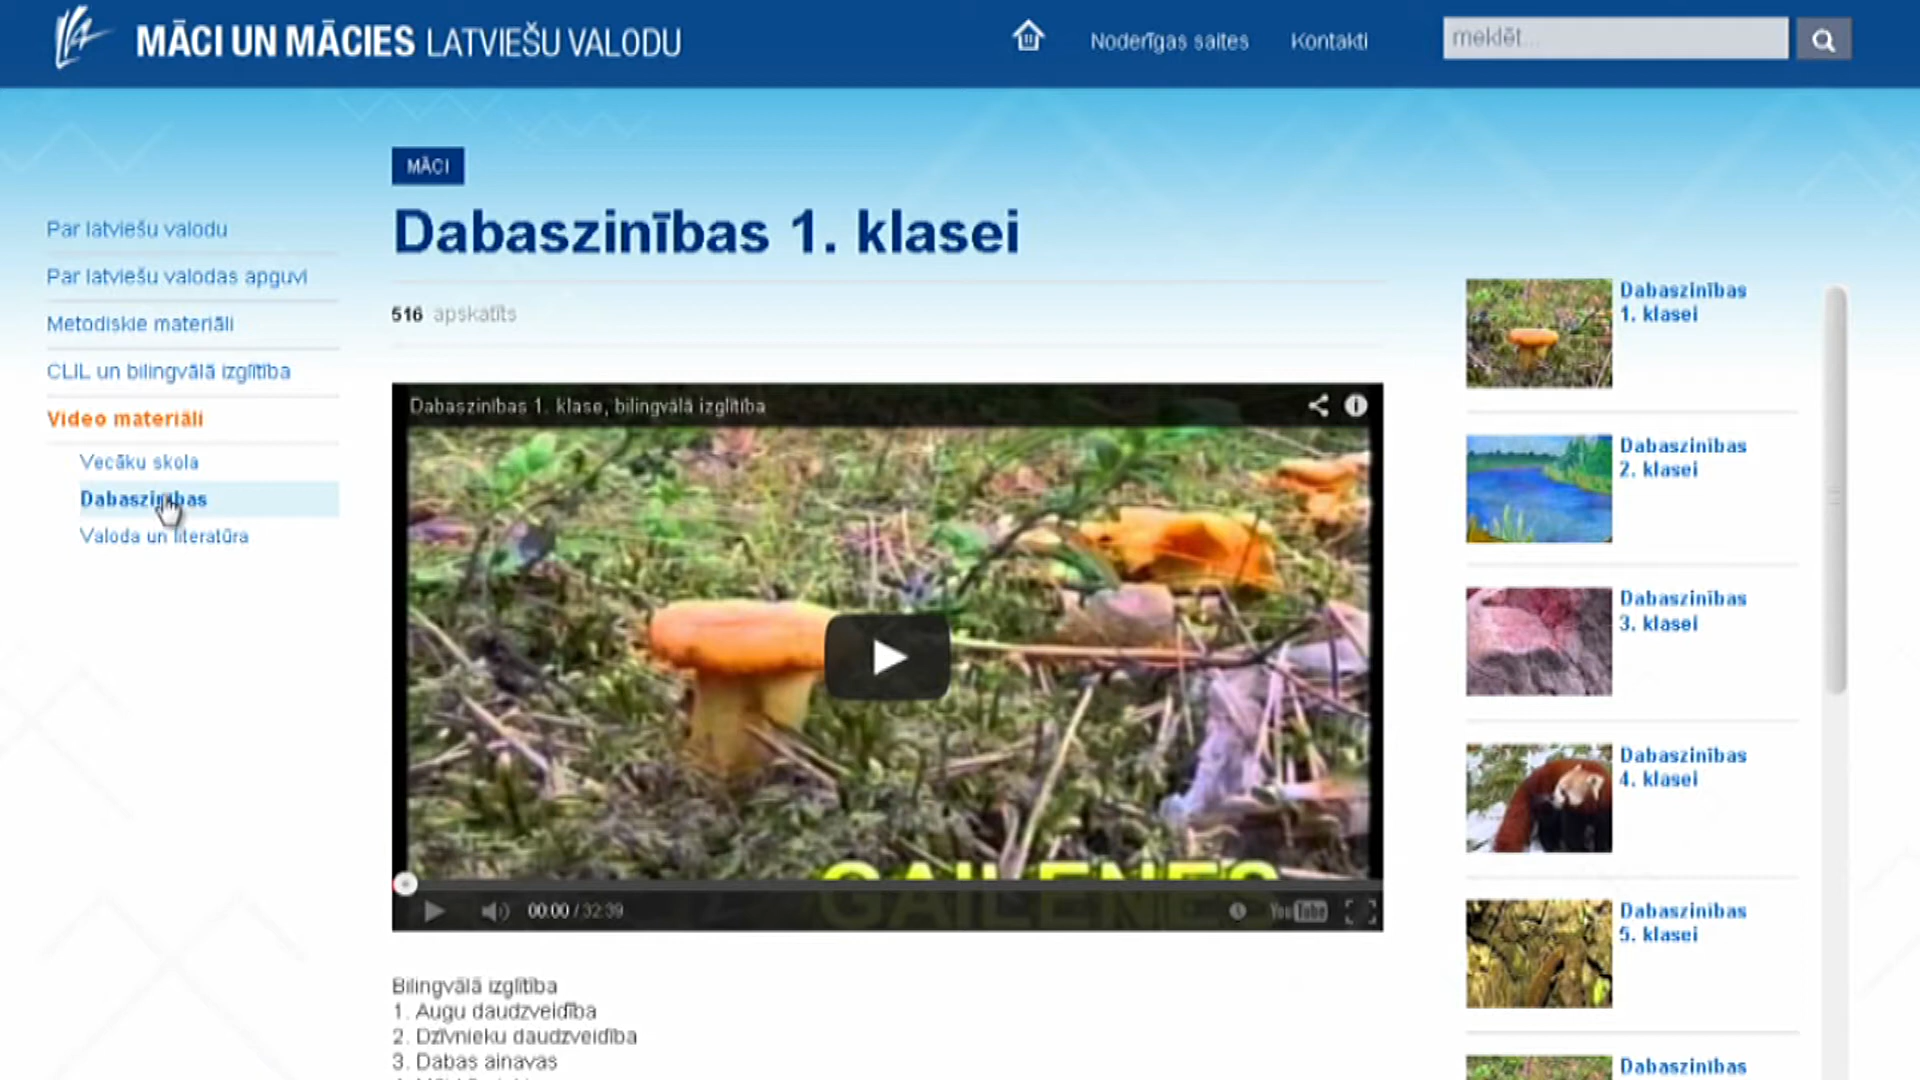 MĀCI UN MĀCIES LATVIEŠU VALODU
Noderīgas saites
Kontakti
meklēt...
MĀCI
Dabaszinības 1. klasei
516 apskatīts
Par latviešu valodu
Par latviešu valodas apguvi
Metodiskie materiāli
CLIL un bilingvālā izglītība
Video materiāli
Vecāku skola
Dabaszinības
Valoda un literatūra
Dabaszinības 1. klase, bilingvālā izglītība
GAILENES
00:00 / 32:39
YouTube
Bilingvālā izglītība
1. Augu daudzveidība
2. Dzīvnieku daudzveidība
3. Dabas ainavas
Dabaszinības
1. klasei
Dabaszinības
2. klasei
Dabaszinības
3. klasei
Dabaszinības
4. klasei
Dabaszinības
5. klasei
Dabaszinības